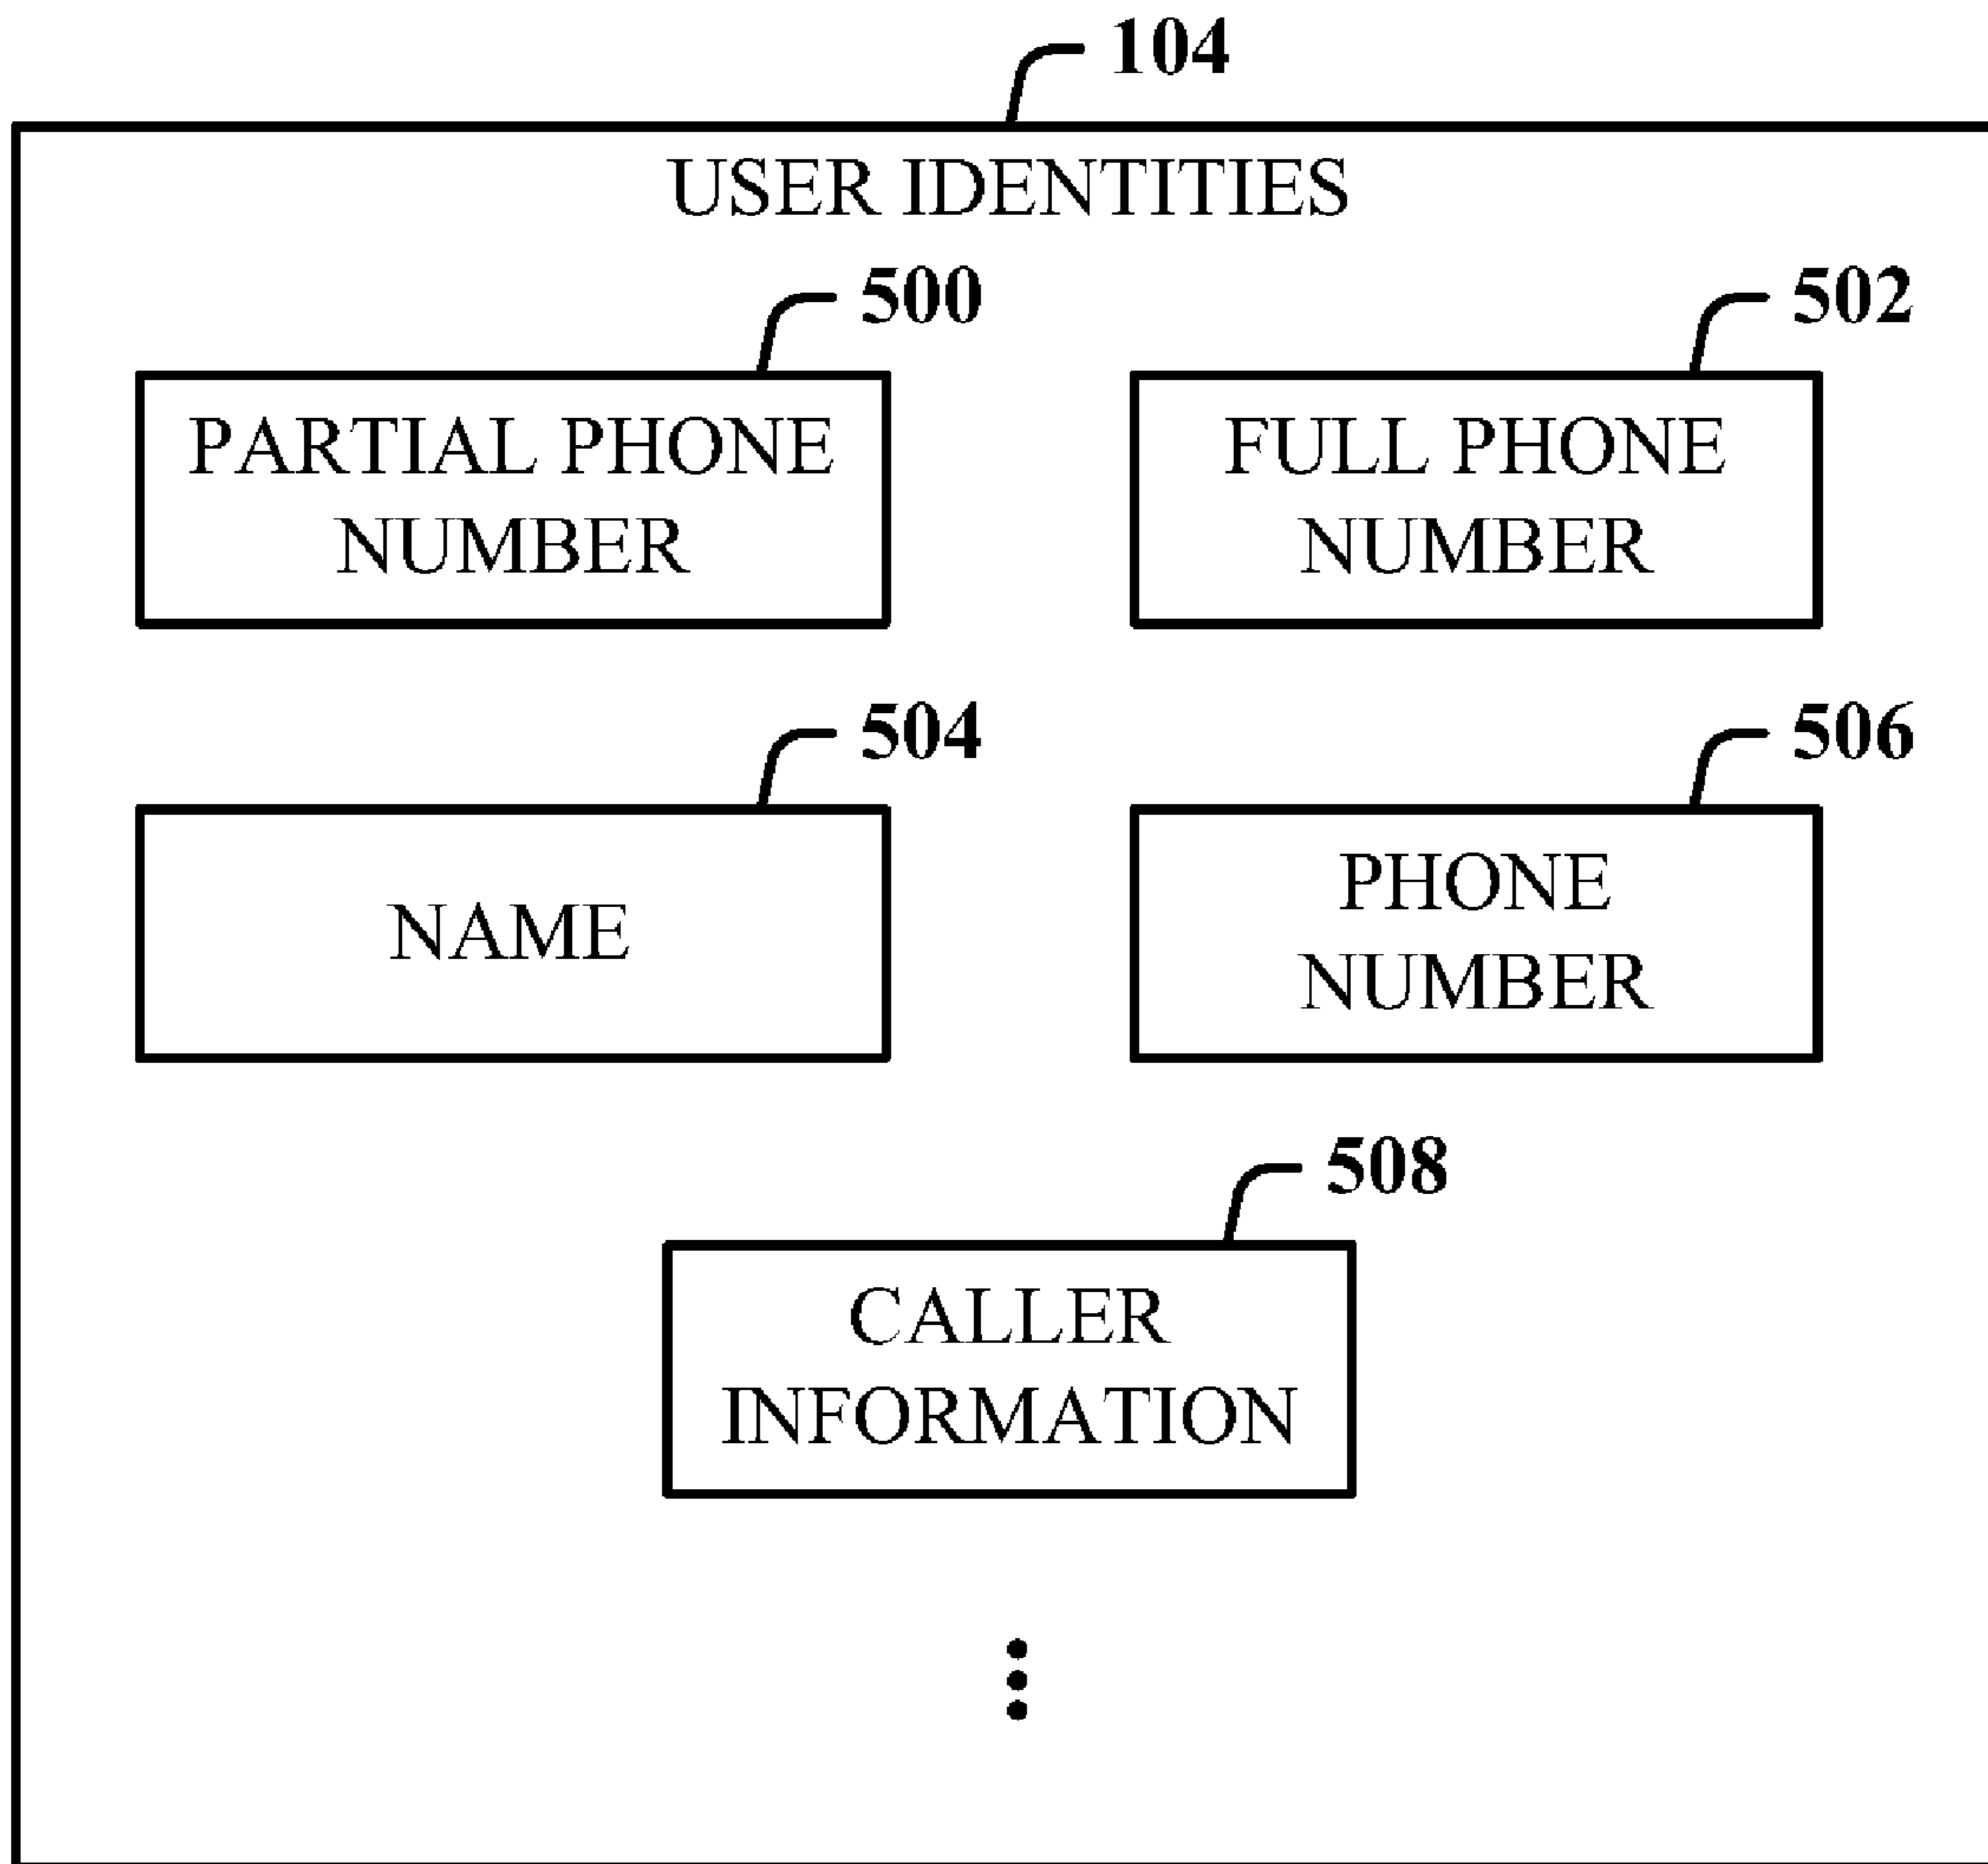 104
USER IDENTITIES
500
502
PARTIAL PHONE
NUMBER
FULL PHONE
NUMBER
504
506
NAME
PHONE
NUMBER
508
CALLER
INFORMATION